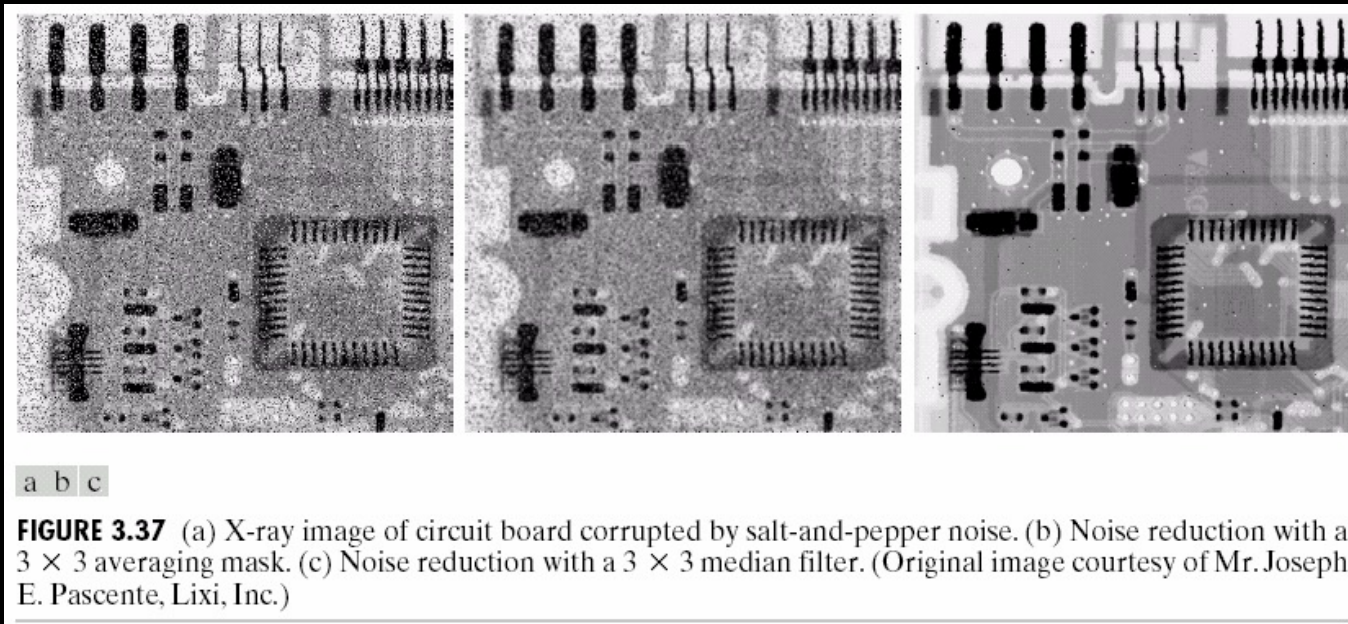 a b c
FIGURE 3.37 (a) X-ray image of circuit board corrupted by salt-and-pepper noise. (b) Noise reduction with a
3 × 3 averaging mask. (c) Noise reduction with a 3 × 3 median filter. (Original image courtesy of Mr. Joseph
E. Pascente, Lixi, Inc.)